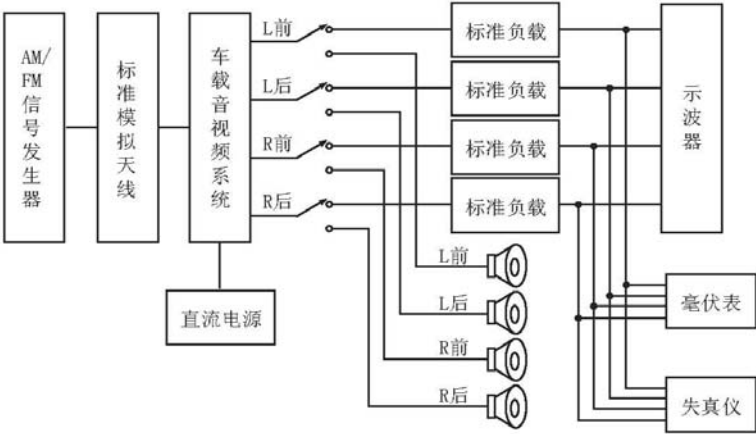 AM/
FM
信号发生器
标准模拟天线
车载音视频系统
L前
L后
R前
R后
直流电源
标准负载
标准负载
标准负载
标准负载
示波器
L前
L后
R前
R后
毫伏表
失真仪